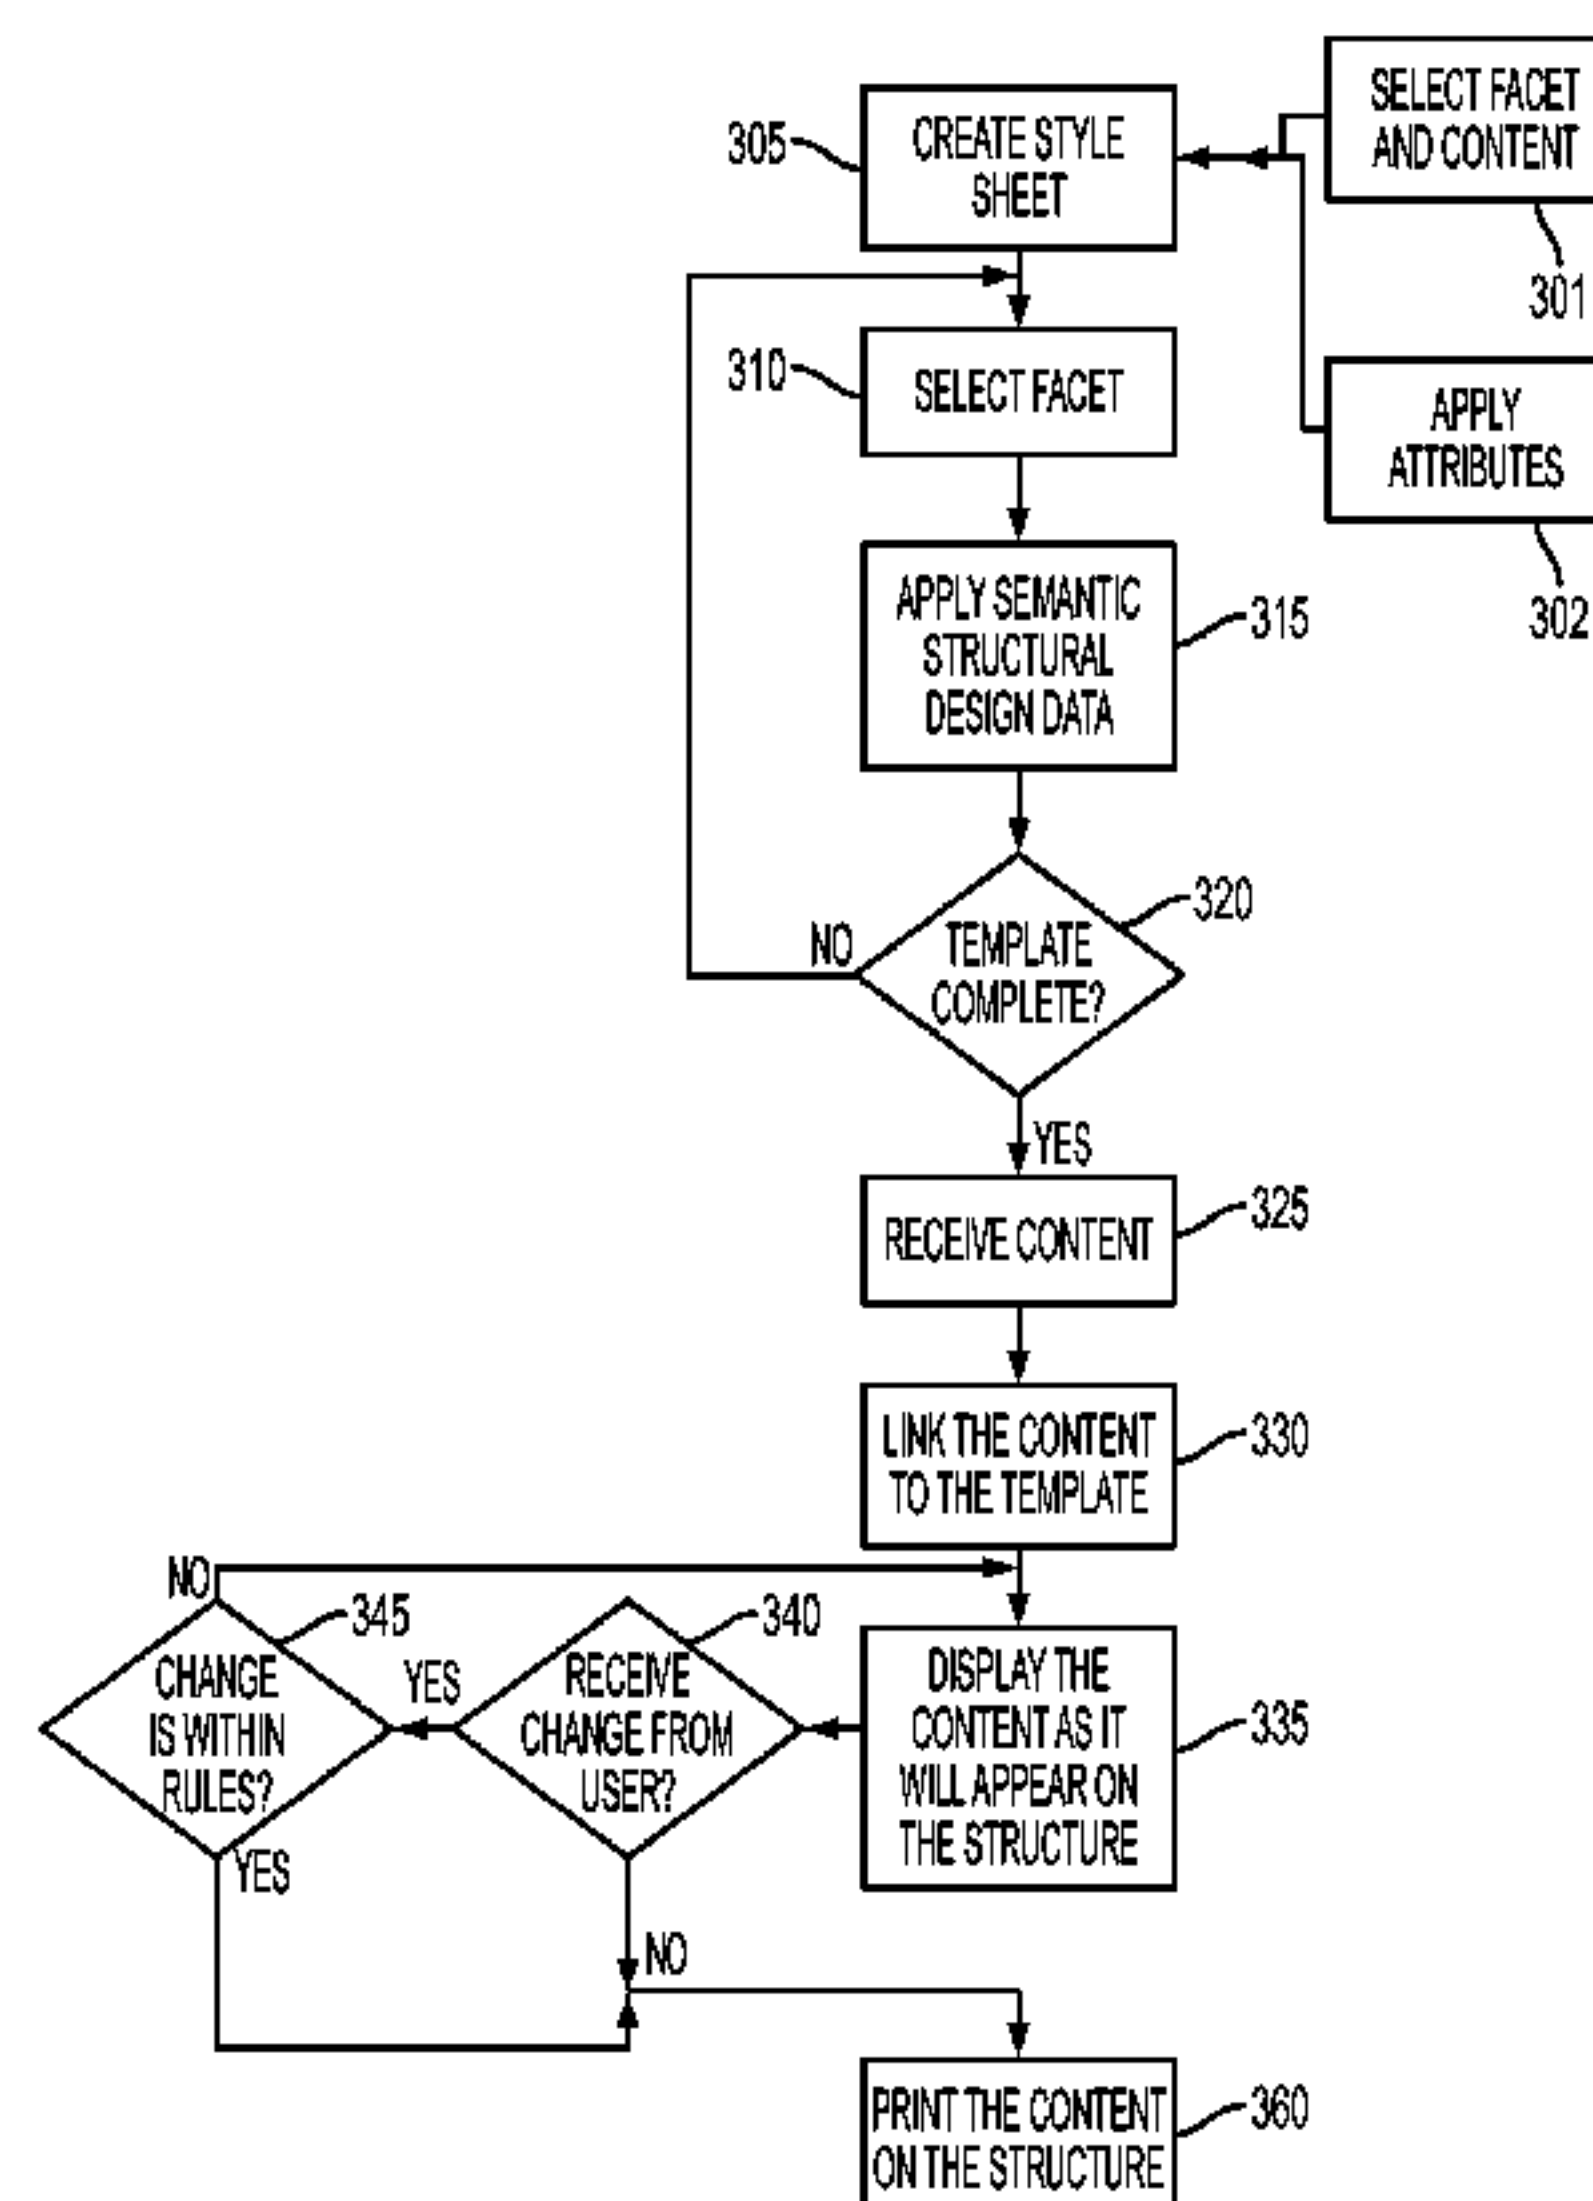 SELECT FACET
AND CONTENT
301
305
CREATE STYLE
SHEET
310
SELECT FACET
APPLY
ATTRIBUTES
302
APPLY SEMANTIC
STRUCTURAL
DESIGN DATA
315
320
NO
TEMPLATE
COMPLETE?
YES
RECEIVE CONTENT
325
LINK THE CONTENT
TO THE TEMPLATE
330
NO
345
CHANGE
IS WITHIN
RULES?
YES
YES
340
RECEIVE
CHANGE FROM
USER?
NO
DISPLAY THE
CONTENT AS IT
WILL APPEAR ON
THE STRUCTURE
335
PRINT THE CONTENT
ON THE STRUCTURE
360